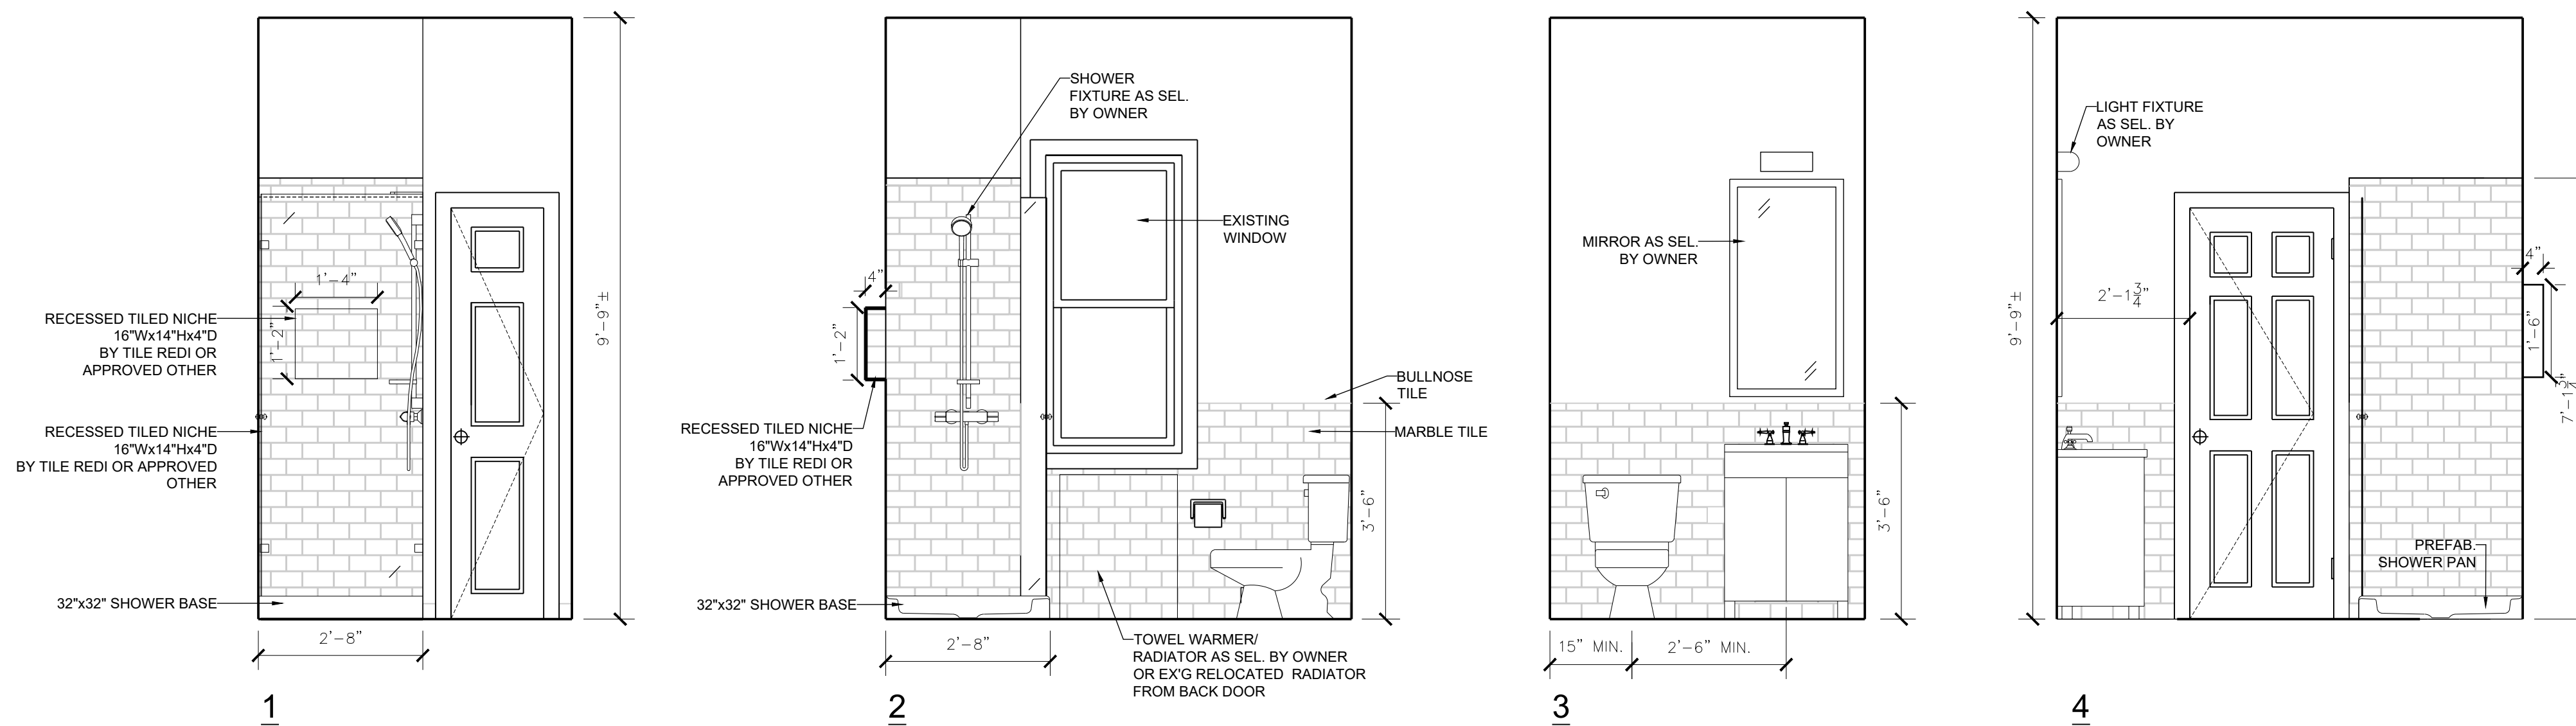 RECESSED TILED NICHE
16"Wx14"Hx4"D
BY TILE REDI OR
APPROVED OTHER
RECESSED TILED NICHE
16"Wx14"Hx4"D
BY TILE REDI OR APPROVED
OTHER
32"x32" SHOWER BASE
1'-4"
1'-2"
2'-8"
9'-9"±
1
SHOWER
FIXTURE AS SEL.
BY OWNER
EXISTING
WINDOW
4"
1'-2"
RECESSED TILED NICHE
16"Wx14"Hx4"D
BY TILE REDI OR
APPROVED OTHER
32"x32" SHOWER BASE
BULLNOSE
TILE
MARBLE TILE
3'-6"
2'-8"
TOWEL WARMER/
RADIATOR AS SEL. BY OWNER
OR EX'G RELOCATED RADIATOR
FROM BACK DOOR
2
MIRROR AS SEL.
BY OWNER
3'-6"
15" MIN.
2'-6" MIN.
3
LIGHT FIXTURE
AS SEL. BY
OWNER
9'-9"±
2'-1 3/4"
4"
1'-6"
PREFAB.
SHOWER PAN
4